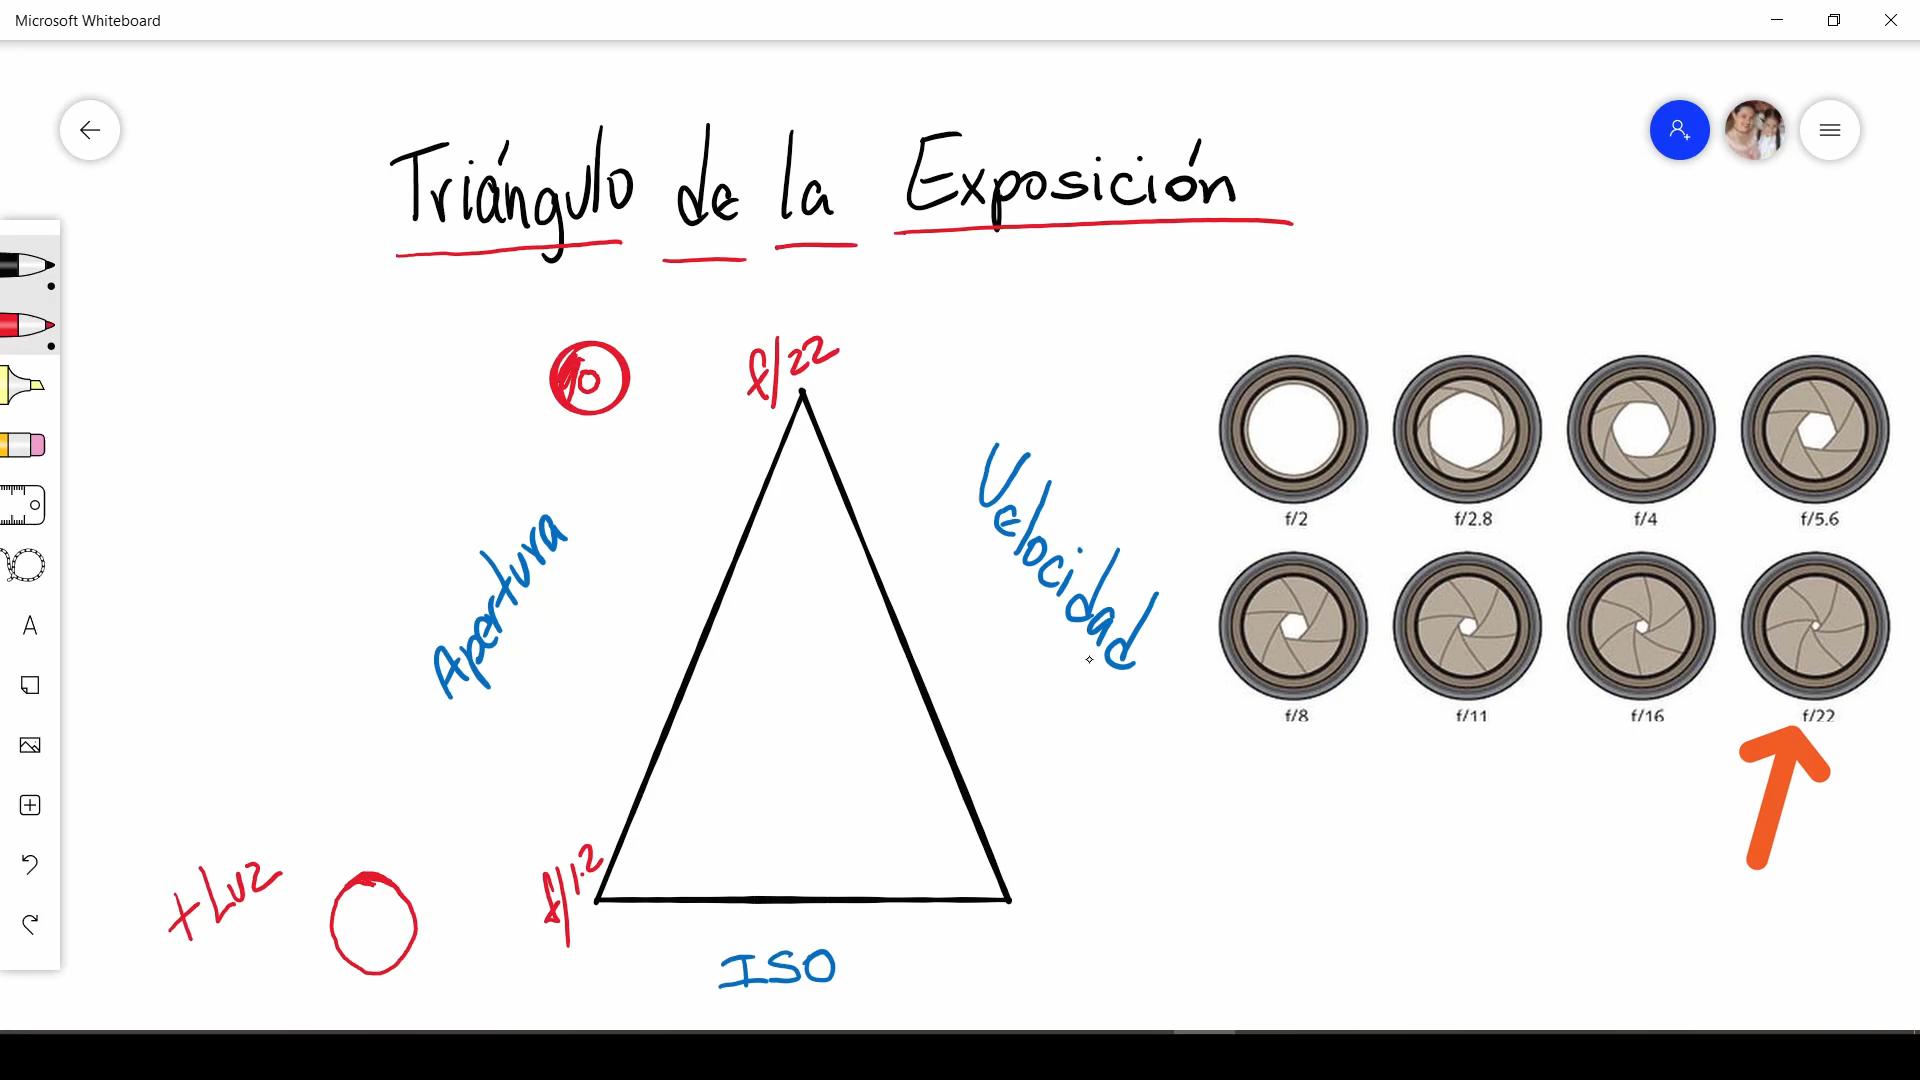 Microsoft Whiteboard
Triángulo de la Exposición
f/22
Apertura
Velocidad
f/2 f/2.8 f/4 f/5.6
f/8 f/11 f/16 f/22
+Luz
f/1.2
ISO
A